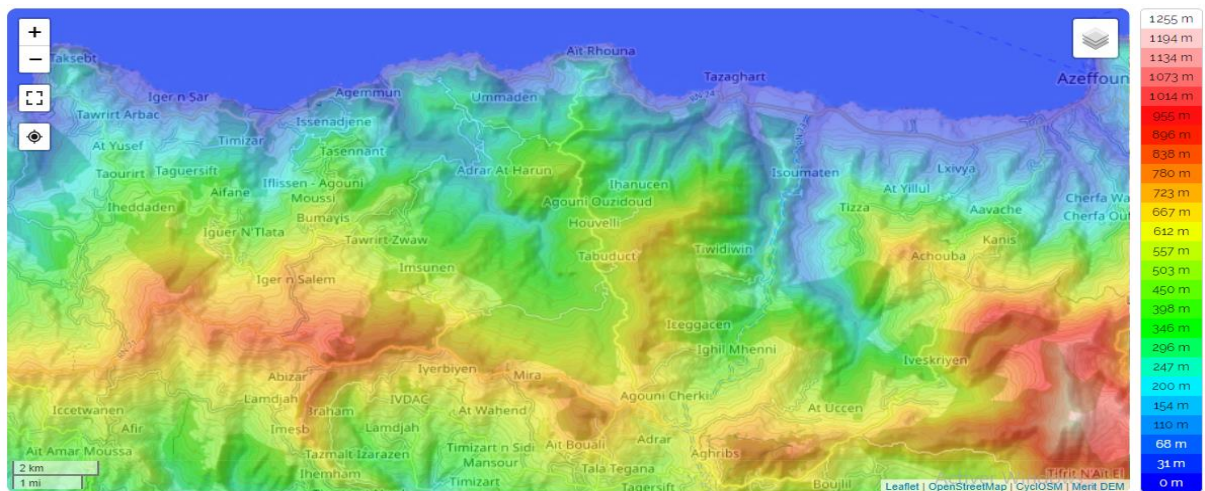 +
−
Taksebt
Aït Rhouna
Tazaghart
Azeffoun
Iger n Sar
Agemmun
Ummaden
RN 24
Tawrirt Arbac
Issenadjene
Timizar
At Yusef
Tasennant
Taourirt
Taguersift
Adrar
At Harun
Isoumaten
Lxivya
Aifane
Iflissen - Agouni
Moussi
Ihanucen
At Yillul
Cherfa Wa
Iheddaden
Agouni Ouzidoud
Tizza
Aavache
Cherfa Ouf
Bumayis
Houvelli
Iguer N'Tlata
Tawrirt Zwaw
Tiwidiwin
Kanis
Tabuduct
Achouba
Imsunen
Iger n Salem
Iceggacen
Ighil Mhenni
Iveskriyen
Abizar
Iyerbiyen
Mira
Agouni Cherki
Lamdjah
IVDAC
At Wahend
At Uccen
Iccetwanen
Braham
Afir
Imesb
Lamdjah
Ait Amar Moussa
Timizart n Sidi
Mansour
Ait Bouali
Adrar
Aghribs
Tazmalt Izarazen
Ihemham
Tala Tegana
Tagersift
Boujlil
Tifrit N'Ait El
2 km
1 mi
Leaflet | OpenStreetMap | CyclOSM | Merit DEM
1255 m
1194 m
1134 m
1073 m
1014 m
955 m
896 m
838 m
780 m
723 m
667 m
612 m
557 m
503 m
450 m
398 m
346 m
296 m
247 m
200 m
154 m
110 m
68 m
31 m
0 m